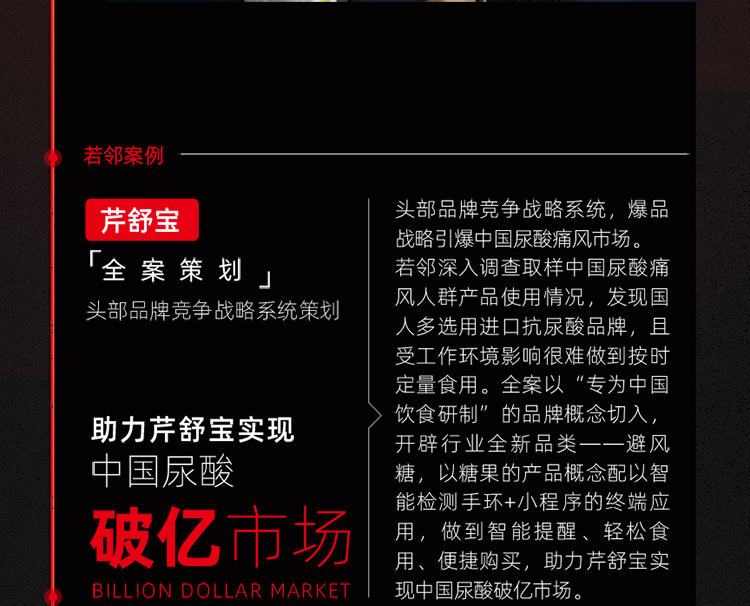 若邻案例
芹舒宝
「全案策划」
头部品牌竞争战略系统策划
助力芹舒宝实现
中国尿酸
破亿市场
BILLION DOLLAR MARKET
头部品牌竞争战略系统，爆品
战略引爆中国尿酸痛风市场。
若邻深入调查取样中国尿酸痛
风人群产品使用情况，发现国
人多选用进口抗尿酸品牌，且
受工作环境影响很难做到按时
定量食用。全案以“专为中国
饮食研制”的品牌概念切入，
开辟行业全新品类——避风
糖，以糖果的产品概念配以智
能检测手环+小程序的终端应
用，做到智能提醒、轻松食
用、便捷购买，助力芹舒宝实
现中国尿酸破亿市场。